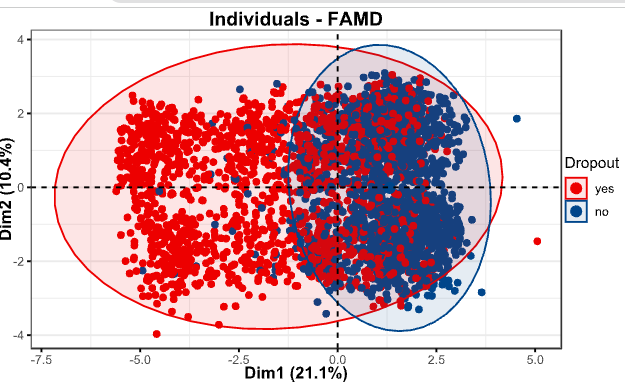 Individuals - FAMD
4
2
0
-2
-4
Dim2 (10.4%)
-7.5
-5.0
-2.5
0.0
2.5
5.0
Dim1 (21.1%)
Dropout
yes
no